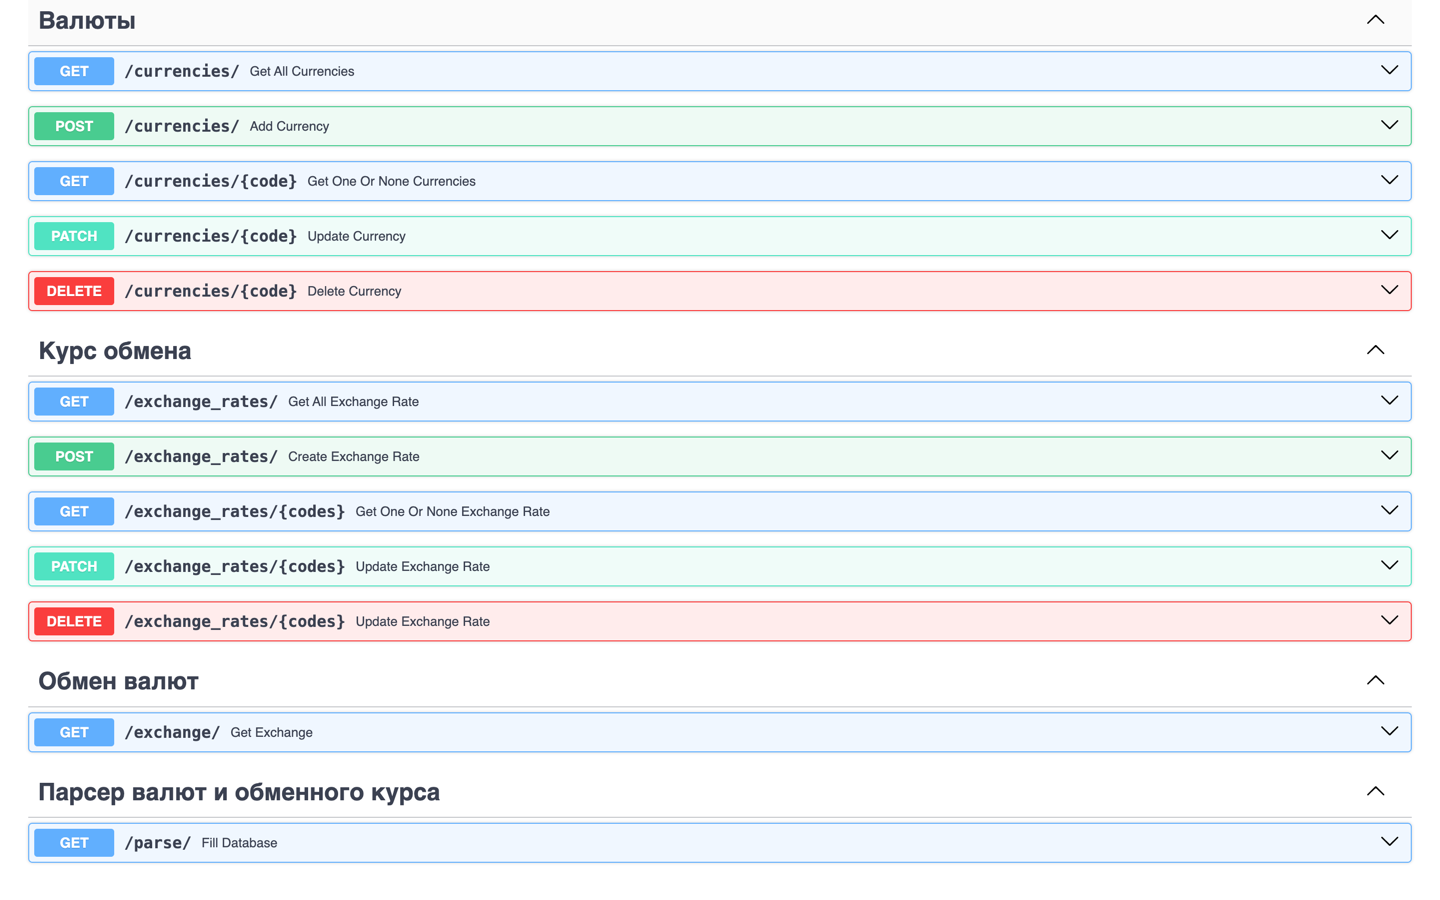 Валюты
GET /currencies/ Get All Currencies
POST /currencies/ Add Currency
GET /currencies/{code} Get One Or None Currencies
PATCH /currencies/{code} Update Currency
DELETE /currencies/{code} Delete Currency
Курс обмена
GET /exchange_rates/ Get All Exchange Rate
POST /exchange_rates/ Create Exchange Rate
GET /exchange_rates/{codes} Get One Or None Exchange Rate
PATCH /exchange_rates/{codes} Update Exchange Rate
DELETE /exchange_rates/{codes} Update Exchange Rate
Обмен валют
GET /exchange/ Get Exchange
Парсер валют и обменного курса
GET /parse/ Fill Database